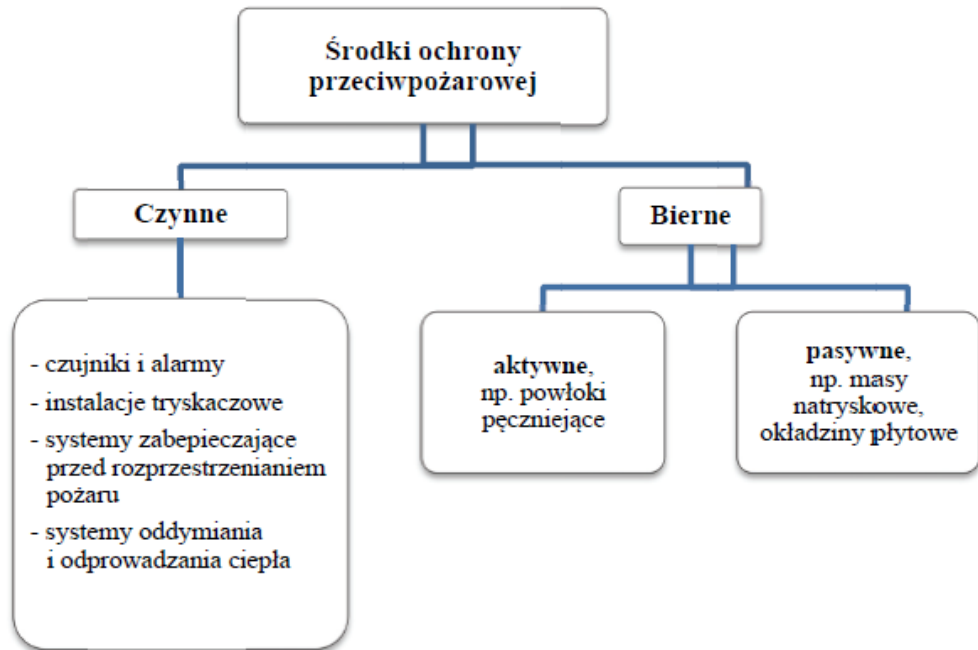 Środki ochrony
przeciwpożarowej
Czynne
Bierne
- czujniki i alarmy
- instalacje tryskaczowe
- systemy zabepieczające
przed rozprzestrzenianiem
pożaru
- systemy oddymiania
i odprowadzania ciepła
aktywne,
np. powłoki
pęczniejące
pasywne,
np. masy
natryskowe,
okładziny płytowe